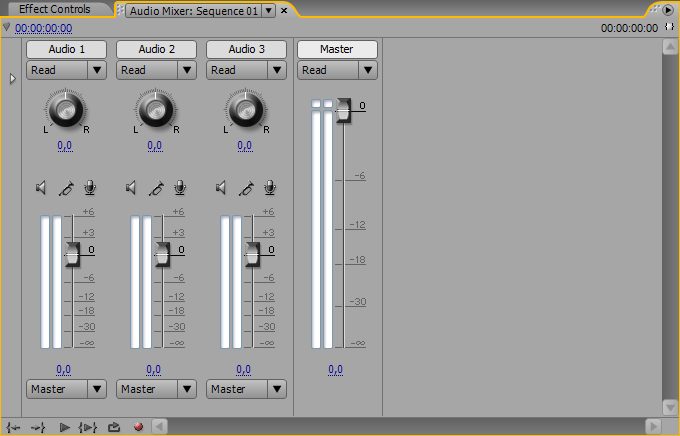 Effect Controls Audio Mixer: Sequence 01
00:00:00:00 00:00:00:00
Audio 1 Audio 2 Audio 3 Master
Read Read Read Read
L R L R L R
0,0 0,0 0,0
0
-6
-12
-18
-30
-∞
+6 +6 +6
+3 +3 +3
0 0 0
-6 -6 -6
-12 -12 -12
-18 -18 -18
-30 -30 -30
-∞ -∞ -∞
0,0 0,0 0,0 0,0
Master Master Master